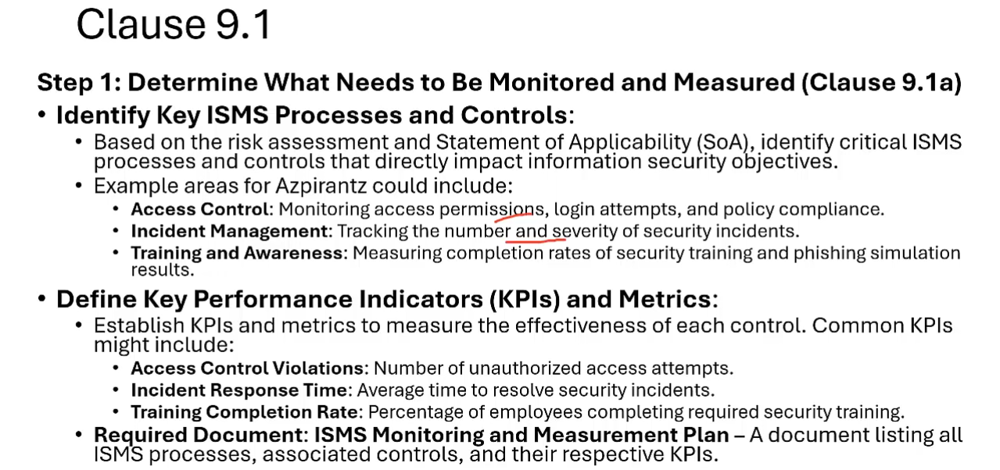 Clause 9.1
Step 1: Determine What Needs to Be Monitored and Measured (Clause 9.1a)
• Identify Key ISMS Processes and Controls:
• Based on the risk assessment and Statement of Applicability (SoA), identify critical ISMS
processes and controls that directly impact information security objectives.
• Example areas for Azpirantz could include:
• Access Control: Monitoring access permissions, login attempts, and policy compliance.
• Incident Management: Tracking the number and severity of security incidents.
• Training and Awareness: Measuring completion rates of security training and phishing simulation
results.
• Define Key Performance Indicators (KPIs) and Metrics:
• Establish KPIs and metrics to measure the effectiveness of each control. Common KPIs
might include:
• Access Control Violations: Number of unauthorized access attempts.
• Incident Response Time: Average time to resolve security incidents.
• Training Completion Rate: Percentage of employees completing required security training.
• Required Document: ISMS Monitoring and Measurement Plan – A document listing all
ISMS processes, associated controls, and their respective KPIs.